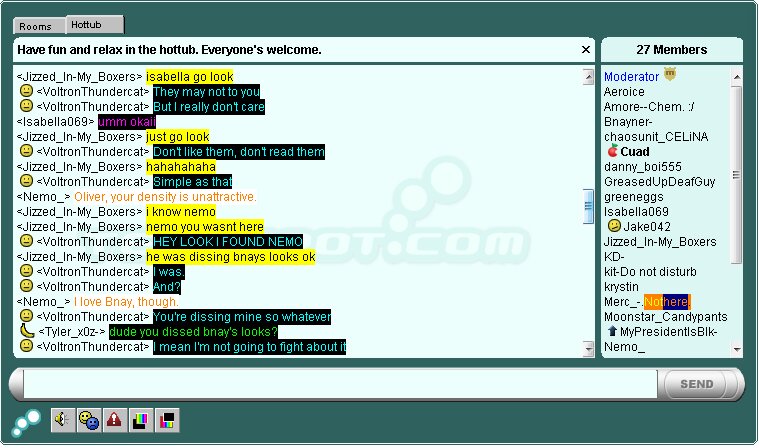 Rooms
Hottub
Have fun and relax in the hottub. Everyone's welcome.
27 Members
<Jizzed_In-My_Boxers> isabella go look
<VoltronThundercat> They may not to you
<VoltronThundercat> But I really don't care
<Isabella069> umm okaii
<Jizzed_In-My_Boxers> just go look
<VoltronThundercat> Don't like them, don't read them
<Jizzed_In-My_Boxers> hahahahaha
<VoltronThundercat> Simple as that
<Nemo_> Oliver, your density is unattractive.
<Jizzed_In-My_Boxers> i know nemo
<Jizzed_In-My_Boxers> nemo you wasnt here
<VoltronThundercat> HEY LOOK I FOUND NEMO
<Jizzed_In-My_Boxers> he was dissing bnays looks ok
<VoltronThundercat> I was.
<VoltronThundercat> And?
<Nemo_> I love Bnay, though.
<VoltronThundercat> You're dissing mine so whatever
<Tyler_x0z-> dude you dissed bnay's looks?
<VoltronThundercat> I mean I'm not going to fight about it
Moderator
Aeroice
Amore--Chem. :/
Bnayner-
chaosunit_CELiNA
Cuad
danny_boi555
GreasedUpDeafGuy
greeneggs
Isabella069
Jake042
Jizzed_In-My_Boxers
KD-
kit-Do not disturb
krystin
Merc_-.Nothere.
Moonstar_Candypants
MyPresidentIsBlk-
Nemo_
SEND